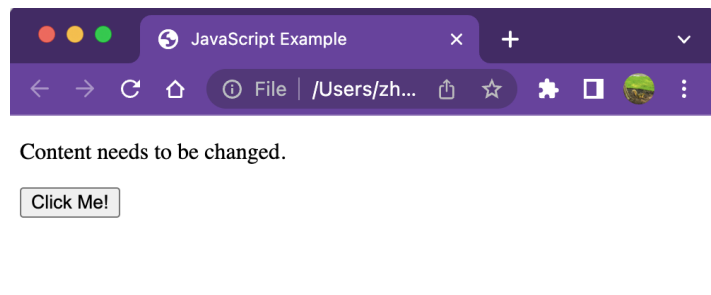 JavaScript Example
File /Users/zh...
Content needs to be changed.
Click Me!